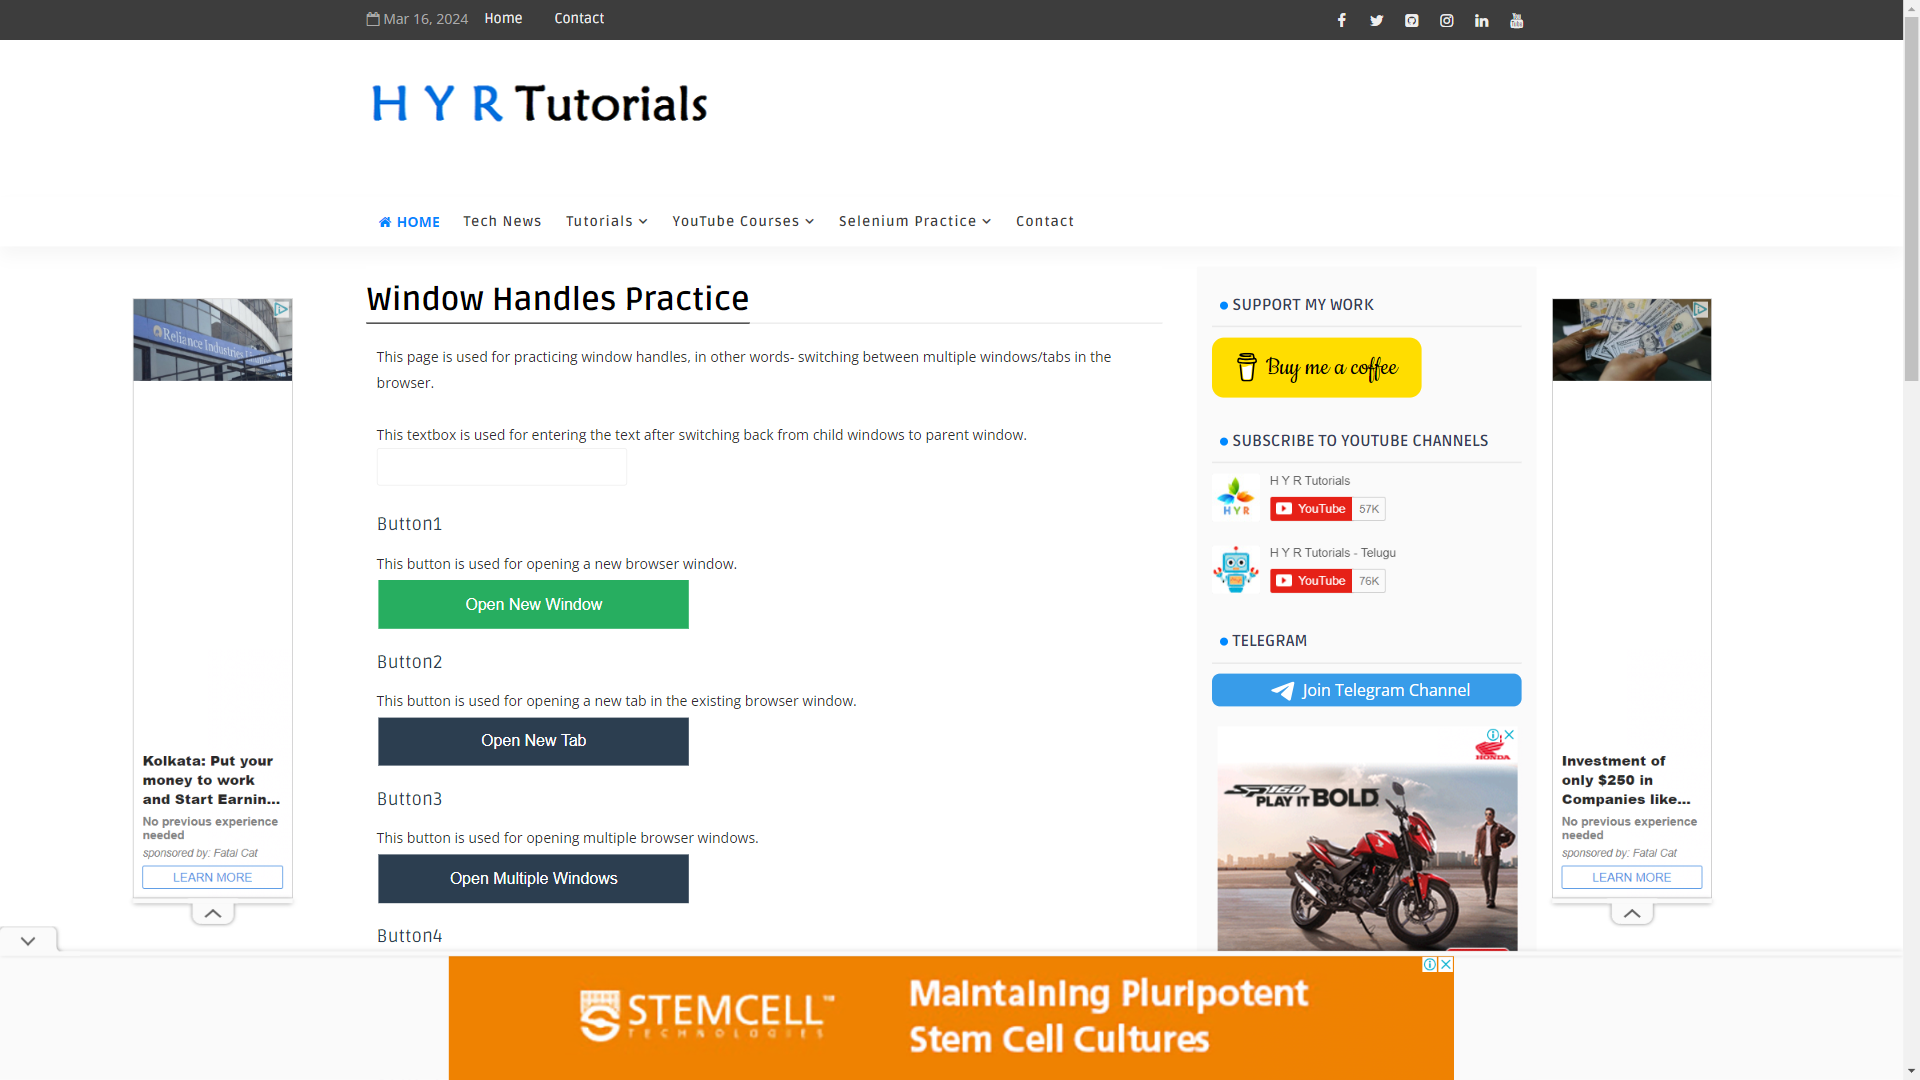 Mar 16, 2024 Home Contact
H Y R Tutorials
HOME Tech News Tutorials YouTube Courses Selenium Practice Contact
Window Handles Practice
This page is used for practicing window handles, in other words- switching between multiple windows/tabs in the
browser.
This textbox is used for entering the text after switching back from child windows to parent window.
Button1
This button is used for opening a new browser window.
Open New Window
Button2
This button is used for opening a new tab in the existing browser window.
Open New Tab
Button3
This button is used for opening multiple browser windows.
Open Multiple Windows
Button4
SUPPORT MY WORK
Buy me a coffee
SUBSCRIBE TO YOUTUBE CHANNELS
H Y R Tutorials
HYR
YouTube 57K
H Y R Tutorials - Telugu
YouTube 76K
TELEGRAM
Join Telegram Channel
HONDA
SP160
PLAY IT BOLD.
Reliance Industries
Kolkata: Put your
money to work
and Start Earnin...
No previous experience
needed
sponsored by: Fatal Cat
LEARN MORE
Investment of
only $250 in
Companies like...
No previous experience
needed
sponsored by: Fatal Cat
LEARN MORE
STEMCELL™
TECHNOLOGIES
Maintaining Pluripotent
Stem Cell Cultures